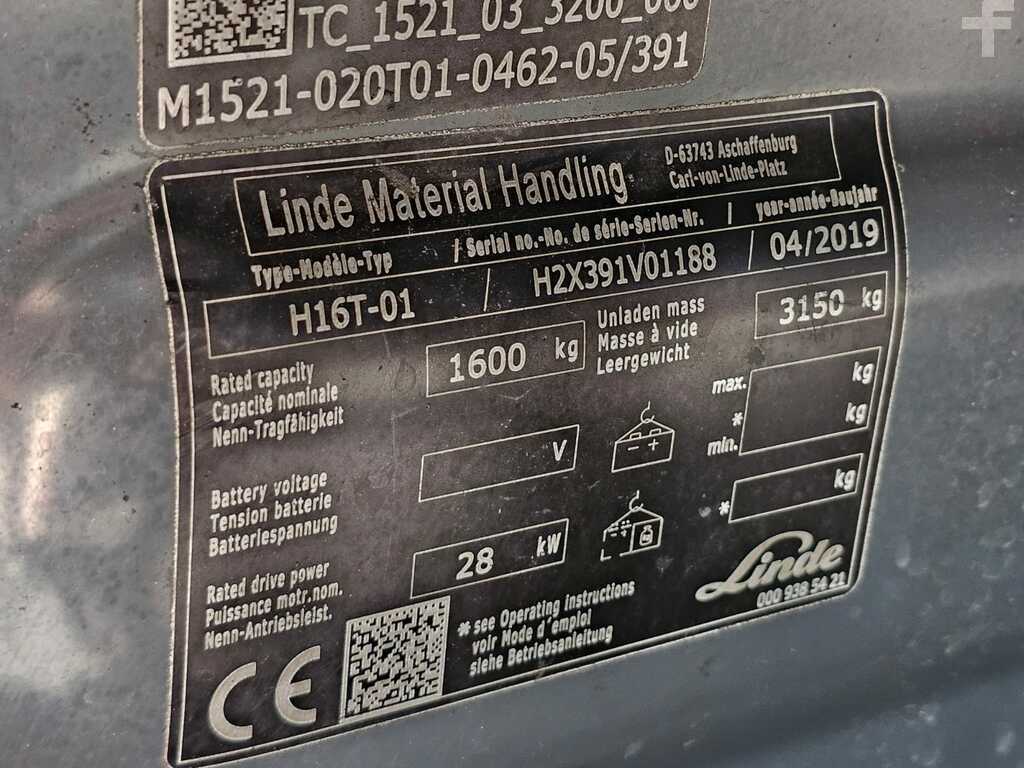 TC_1521_03_3200_000
M1521-020T01-0462-05/391
Linde Material Handling
D-63743 Aschaffenburg
Carl-von-Linde-Platz
Type-Modèle-Typ / Serial no.-No. de série-Serien-Nr. / year-année-Baujahr
H16T-01 / H2X391V01188 / 04/2019
Rated capacity
Capacité nominale
Nenn-Tragfähigkeit
1600 kg
Unladen mass
Masse à vide
Leergewicht
3150 kg
Battery voltage
Tension batterie
Batteriespannung
V
max. kg
*
min. kg
* kg
Rated drive power
Puissance motr.nom.
Nenn-Antriebsleist.
28 kW
* see Operating instructions
voir Mode d'emploi
siehe Betriebsanleitung
Linde
000 938 54 21
CE
f